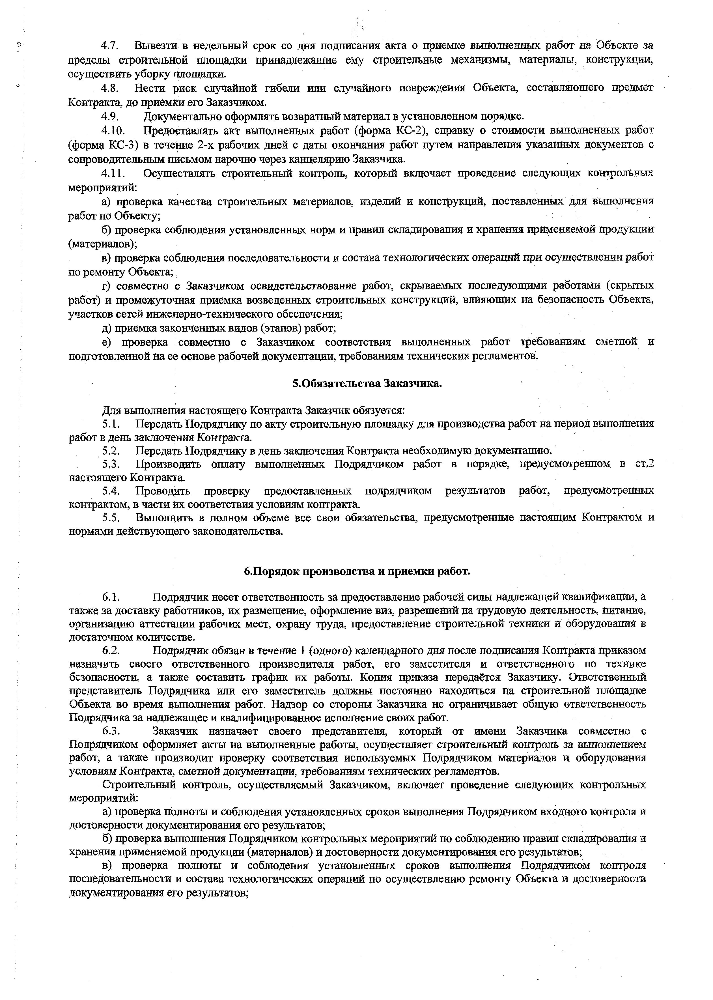 4.7. Вывезти в недельный срок со дня подписания акта о приемке выполненных работ на Объекте за
пределы строительной площадки принадлежащие ему строительные механизмы, материалы, конструкции,
осуществить уборку площадки.
4.8. Нести риск случайной гибели или случайного повреждения Объекта, составляющего предмет
Контракта, до приемки его Заказчиком.
4.9. Документально оформлять возвратный материал в установленном порядке.
4.10. Предоставлять акт выполненных работ (форма КС-2), справку о стоимости выполненных работ
(форма КС-3) в течение 2-х рабочих дней с даты окончания работ путем направления указанных документов с
сопроводительным письмом нарочно через канцелярию Заказчика.
4.11. Осуществлять строительный контроль, который включает проведение следующих контрольных
мероприятий:
а) проверка качества строительных материалов, изделий и конструкций, поставленных для выполнения
работ по Объекту;
б) проверка соблюдения установленных норм и правил складирования и хранения применяемой продукции
(материалов);
в) проверка соблюдения последовательности и состава технологических операций при осуществлении работ
по ремонту Объекта;
г) совместно с Заказчиком освидетельствование работ, скрываемых последующими работами (скрытых
работ) и промежуточная приемка возведенных строительных конструкций, влияющих на безопасность Объекта,
участков сетей инженерно-технического обеспечения;
д) приемка законченных видов (этапов) работ;
е) проверка совместно с Заказчиком соответствия выполненных работ требованиям сметной и
подготовленной на ее основе рабочей документации, требованиям технических регламентов.
5.Обязательства Заказчика.
Для выполнения настоящего Контракта Заказчик обязуется:
5.1. Передать Подрядчику по акту строительную площадку для производства работ на период выполнения
работ в день заключения Контракта.
5.2. Передать Подрядчику в день заключения Контракта необходимую документацию.
5.3. Производить оплату выполненных Подрядчиком работ в порядке, предусмотренном в ст.2
настоящего Контракта.
5.4. Проводить проверку предоставленных подрядчиком результатов работ, предусмотренных
контрактом, в части их соответствия условиям контракта.
5.5. Выполнить в полном объеме все свои обязательства, предусмотренные настоящим Контрактом и
нормами действующего законодательства.
6.Порядок производства и приемки работ.
6.1. Подрядчик несет ответственность за предоставление рабочей силы надлежащей квалификации, а
также за доставку работников, их размещение, оформление виз, разрешений на трудовую деятельность, питание,
организацию аттестации рабочих мест, охрану труда, предоставление строительной техники и оборудования в
достаточном количестве.
6.2. Подрядчик обязан в течение 1 (одного) календарного дня после подписания Контракта приказом
назначить своего ответственного производителя работ, его заместителя и ответственного по технике
безопасности, а также составить график их работы. Копия приказа передаётся Заказчику. Ответственный
представитель Подрядчика или его заместитель должны постоянно находиться на строительной площадке
Объекта во время выполнения работ. Надзор со стороны Заказчика не ограничивает общую ответственность
Подрядчика за надлежащее и квалифицированное исполнение своих работ.
6.3. Заказчик назначает своего представителя, который от имени Заказчика совместно с
Подрядчиком оформляет акты на выполненные работы, осуществляет строительный контроль за выполнением
работ, а также производит проверку соответствия используемых Подрядчиком материалов и оборудования
условиям Контракта, сметной документации, требованиям технических регламентов.
Строительный контроль, осуществляемый Заказчиком, включает проведение следующих контрольных
мероприятий:
а) проверка полноты и соблюдения установленных сроков выполнения Подрядчиком входного контроля и
достоверности документирования его результатов;
б) проверка выполнения Подрядчиком контрольных мероприятий по соблюдению правил складирования и
хранения применяемой продукции (материалов) и достоверности документирования его результатов;
в) проверка полноты и соблюдения установленных сроков выполнения Подрядчиком контроля
последовательности и состава технологических операций по осуществлению ремонту Объекта и достоверности
документирования его результатов;